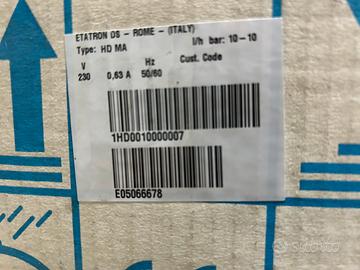 ETATRON DS - ROME - (ITALY)
Type: HD MA l/h bar: 10-10
V Hz Cust. Code
230 0,63 A 50/60
1HD0010000007
E05066678
subito